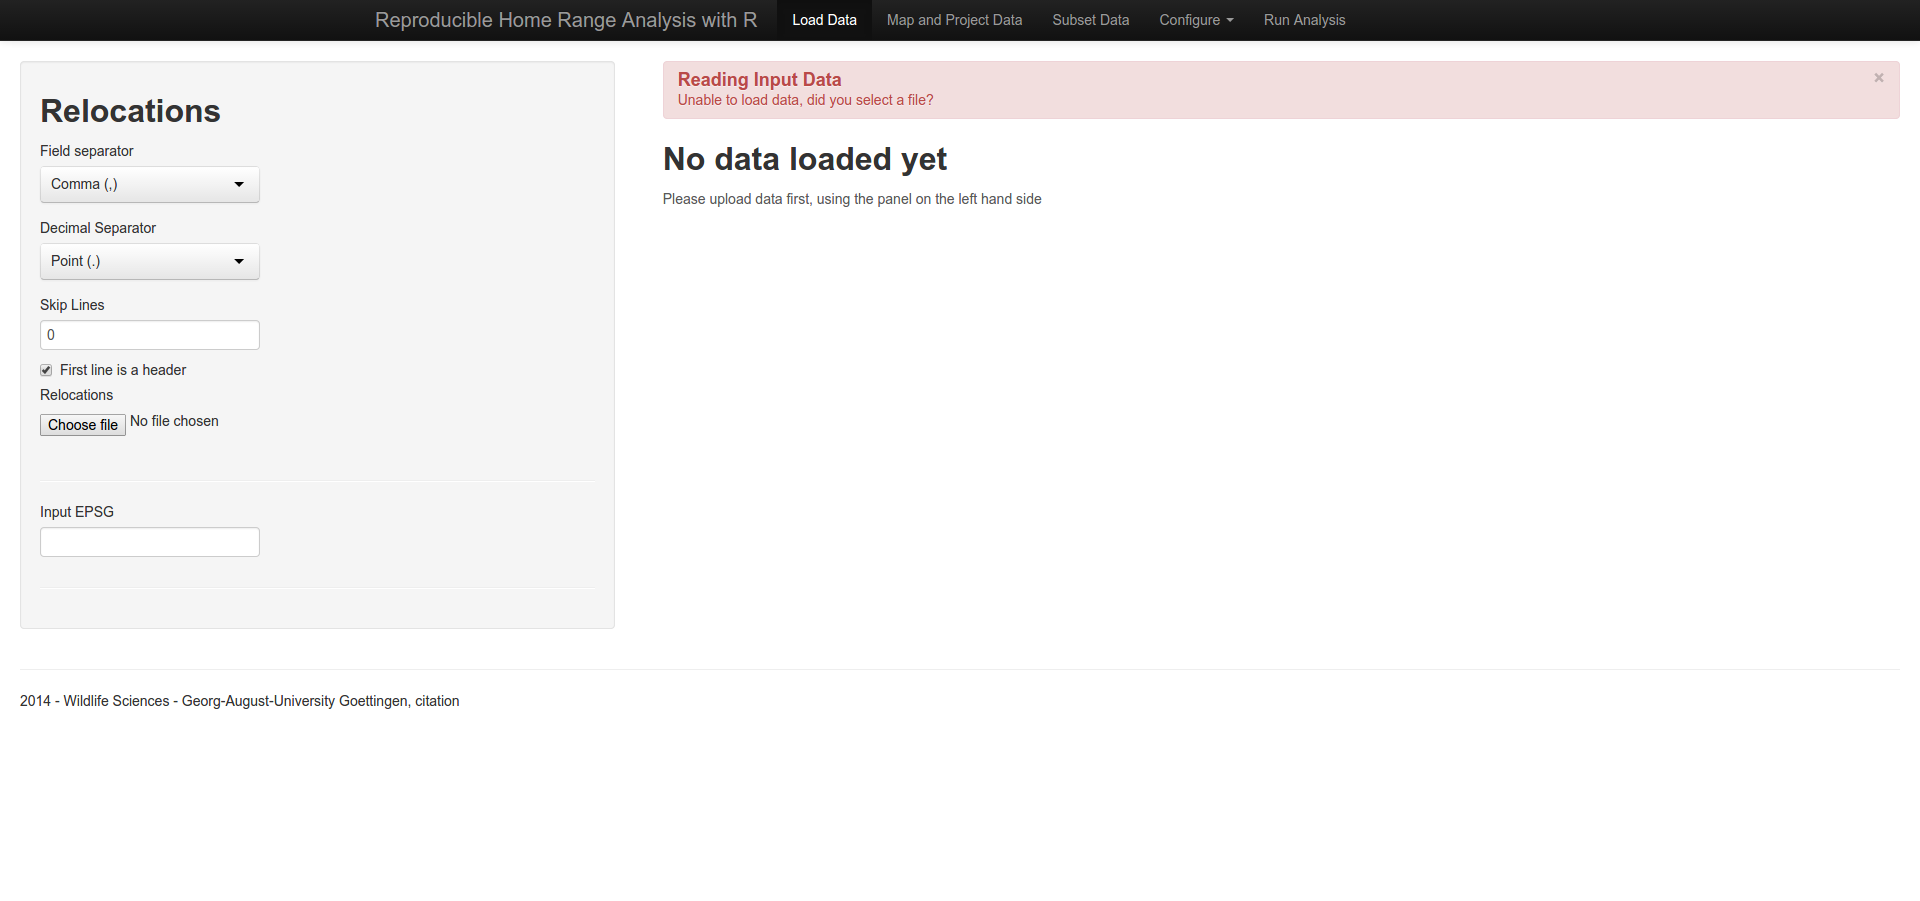 Reproducible Home Range Analysis with R Load Data Map and Project Data Subset Data Configure Run Analysis
Relocations
Field separator
Comma (,)
Decimal Separator
Point (.)
Skip Lines
0
First line is a header
Relocations
Choose file No file chosen
Input EPSG
Reading Input Data ×
Unable to load data, did you select a file?
No data loaded yet
Please upload data first, using the panel on the left hand side
2014 - Wildlife Sciences - Georg-August-University Goettingen, citation